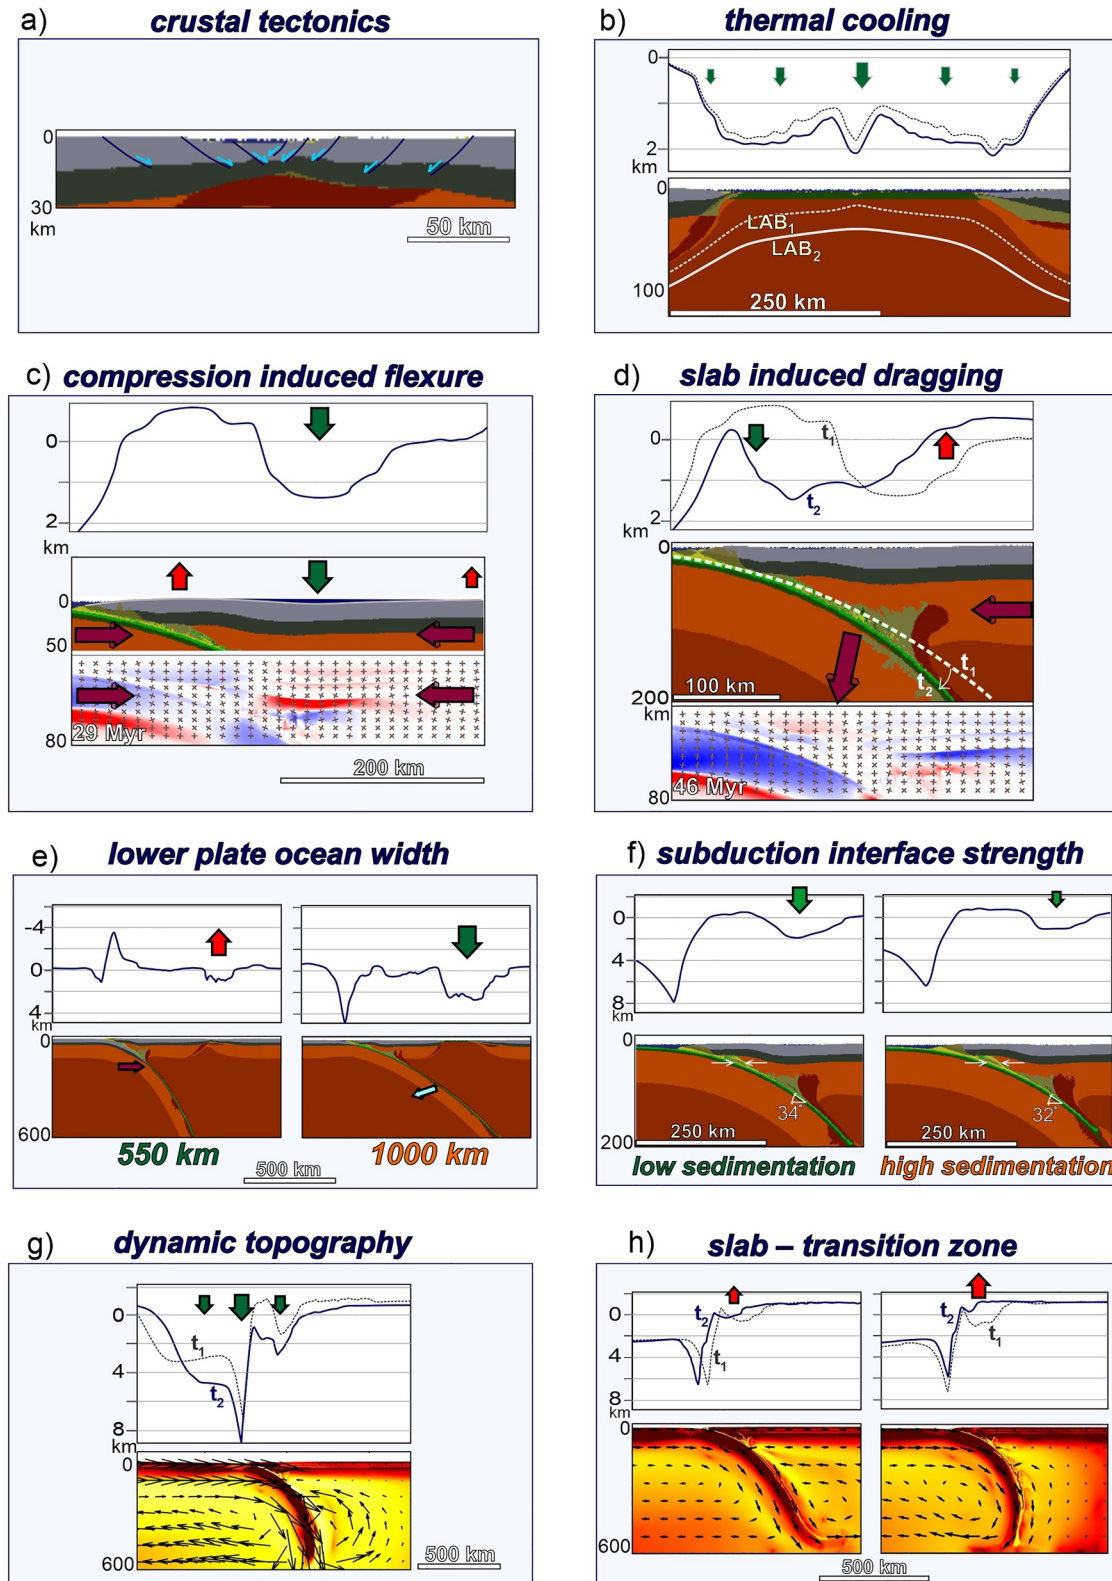 a) crustal tectonics
0
30
km
50 km
b) thermal cooling
0
2
km
0
LAB1
LAB2
100
250 km
c) compression induced flexure
0
2
km
0
50
29 Myr
80
200 km
d) slab induced dragging
0
t1
t2
2
km
0
t1
t2
100 km
200
km
46 Myr
80
e) lower plate ocean width
-4
0
4
km
0
600
550 km
1000 km
500 km
f) subduction interface strength
0
4
8
km
0
34°
32°
200
250 km
250 km
low sedimentation
high sedimentation
g) dynamic topography
0
t1
4
t2
8
km
0
600
500 km
h) slab – transition zone
0
t2
t2
t1
t1
4
8
km
0
600
500 km